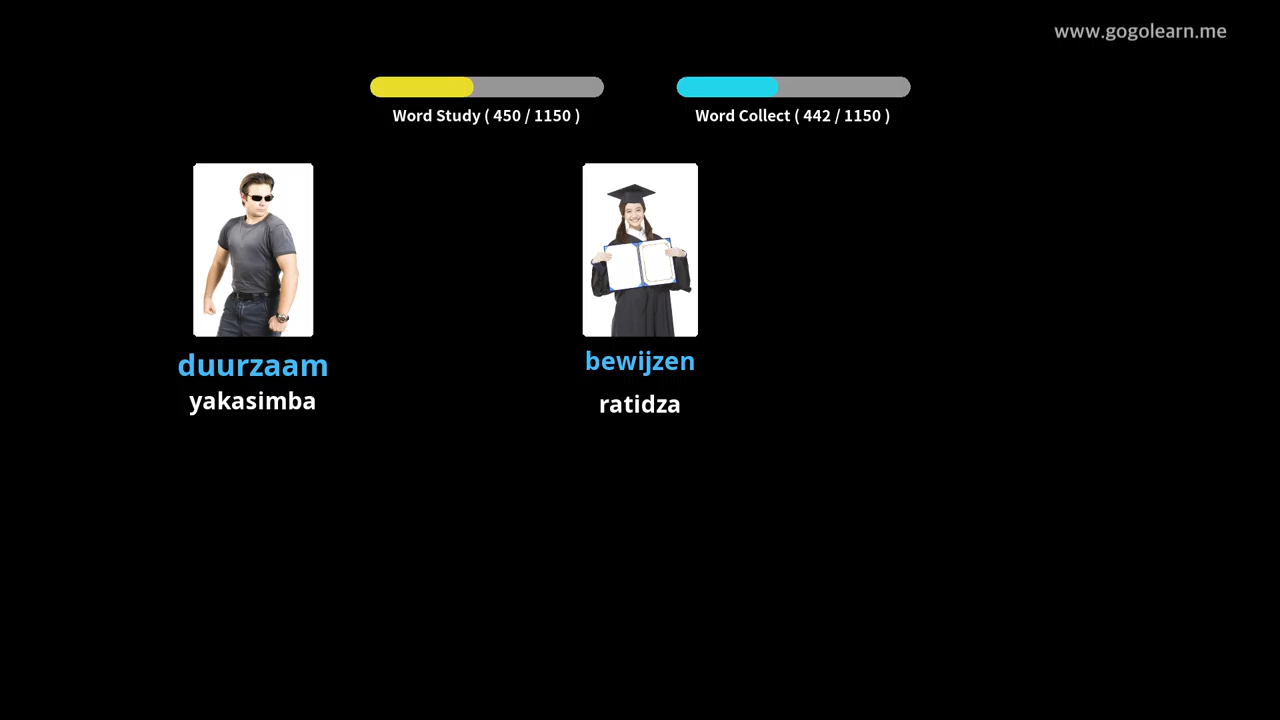 www.gogolearn.me
Word Study ( 450 / 1150 )
Word Collect ( 442 / 1150 )
duurzaam
yakasimba
bewijzen
ratidza